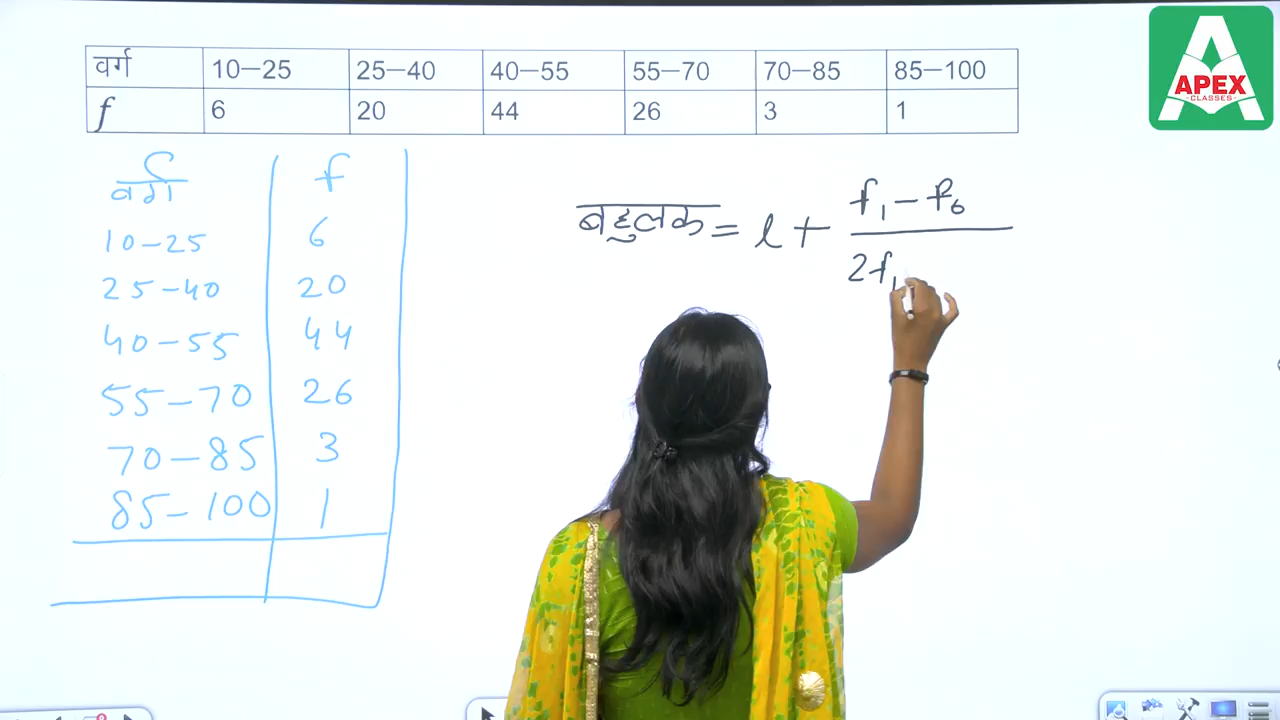 वर्ग 10–25 25–40 40–55 55–70 70–85 85–100
f 6 20 44 26 3 1
APEX
-CLASSES-
वर्ग f
10-25 6
25-40 20
40-55 44
55-70 26
70-85 3
85-100 1
बहुलक = l + f₁ - f₀
2f₁